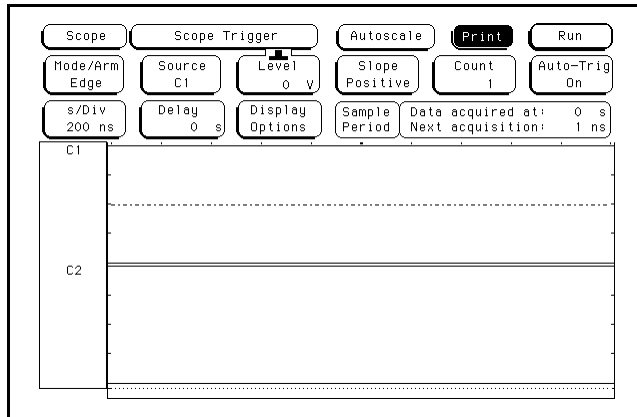 Scope Scope Trigger Autoscale Print Run
Mode/Arm Source Level Slope Count Auto-Trig
Edge C1 0 V Positive 1 On
s/Div Delay Display Sample Data acquired at: 0 s
200 ns 0 s Options Period Next acquisition: 1 ns
C1
C2